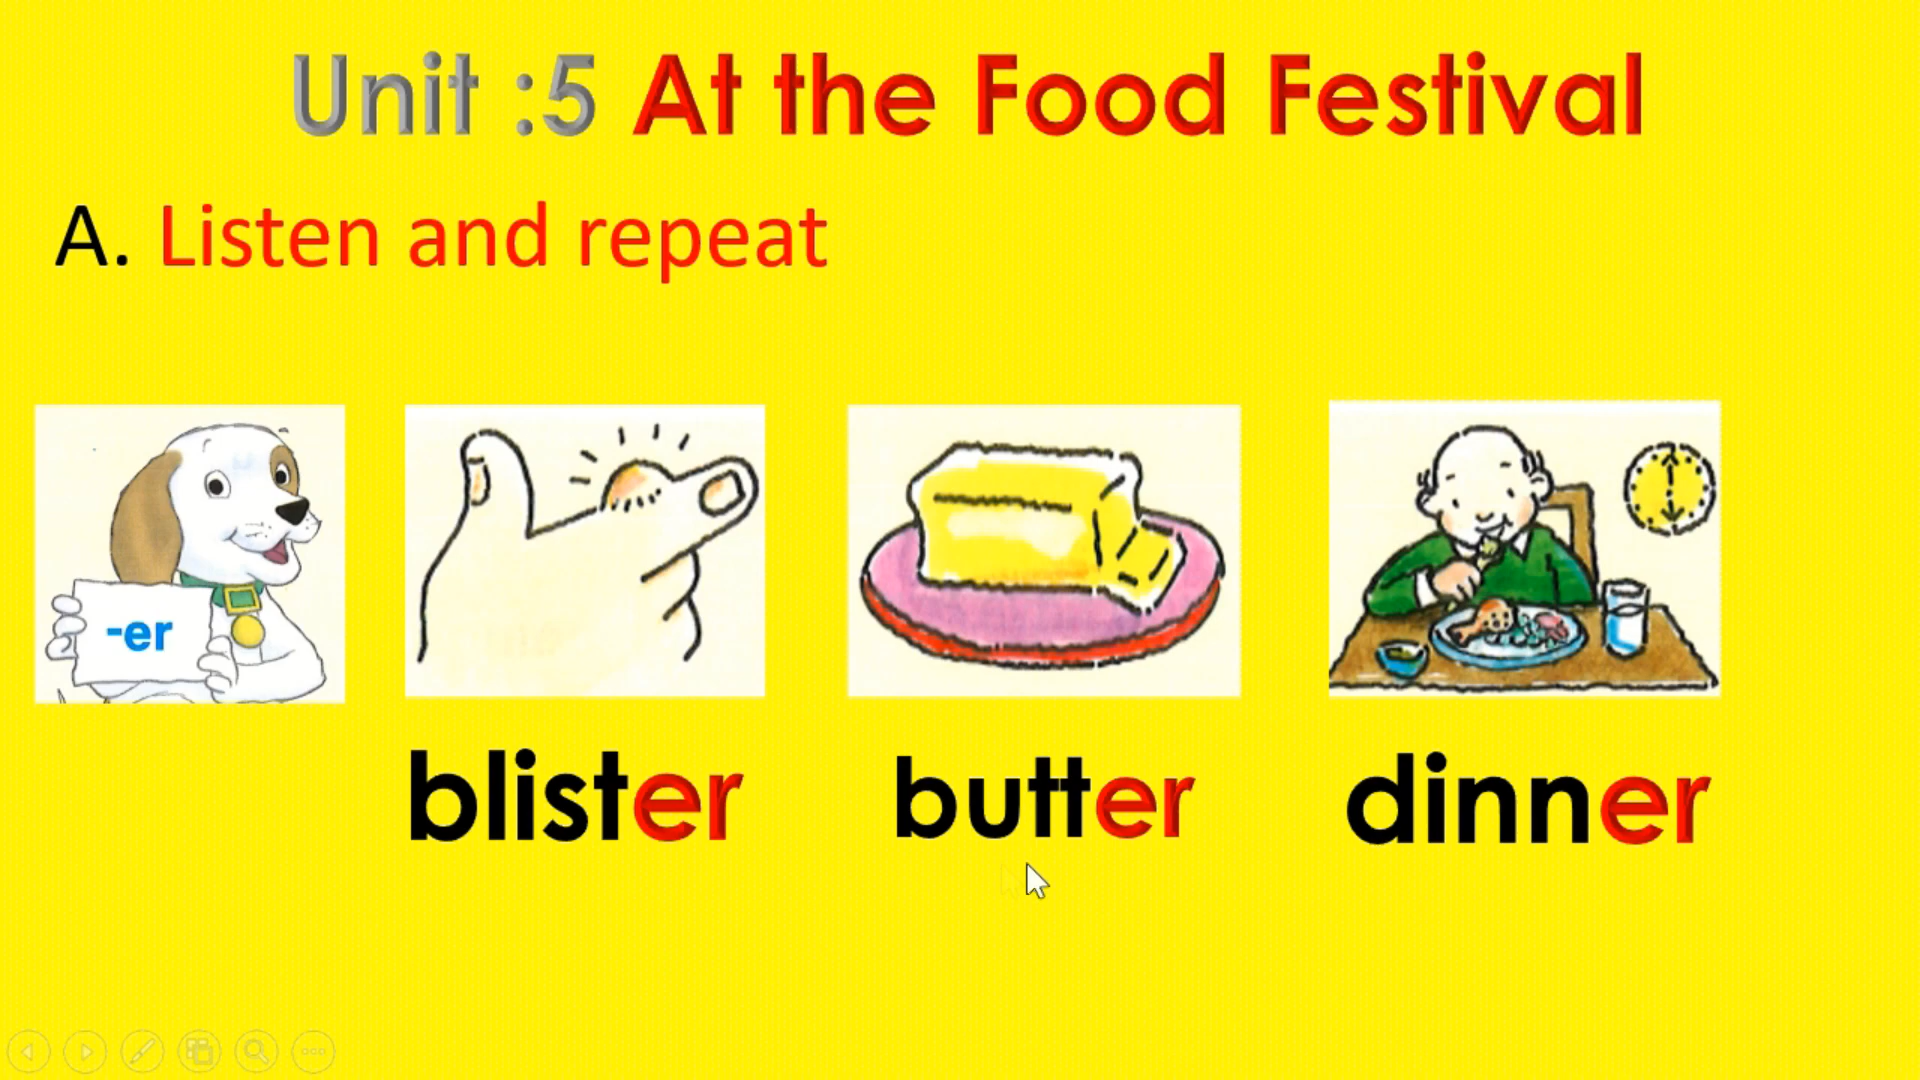 Unit :5 At the Food Festival
A. Listen and repeat
-er
blister
butter
dinner